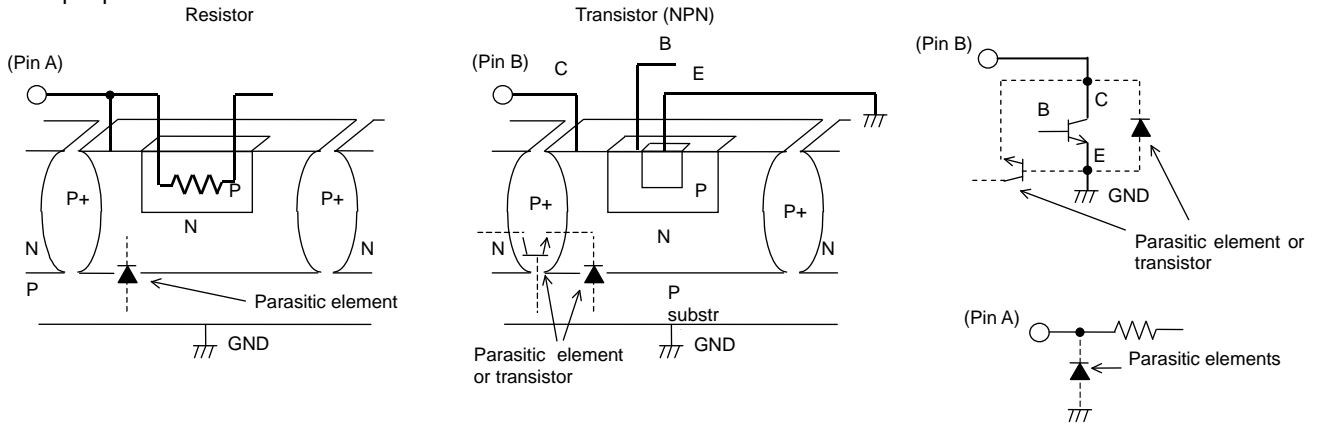 Resistor
(Pin A)
P
P+
P+
N
N
N
P
Parasitic element
GND
Transistor (NPN)
(Pin B)
C
B
E
P
P+
P+
N
N
N
P
substr
GND
Parasitic element
or transistor
(Pin B)
C
B
E
GND
Parasitic element or
transistor
(Pin A)
Parasitic elements